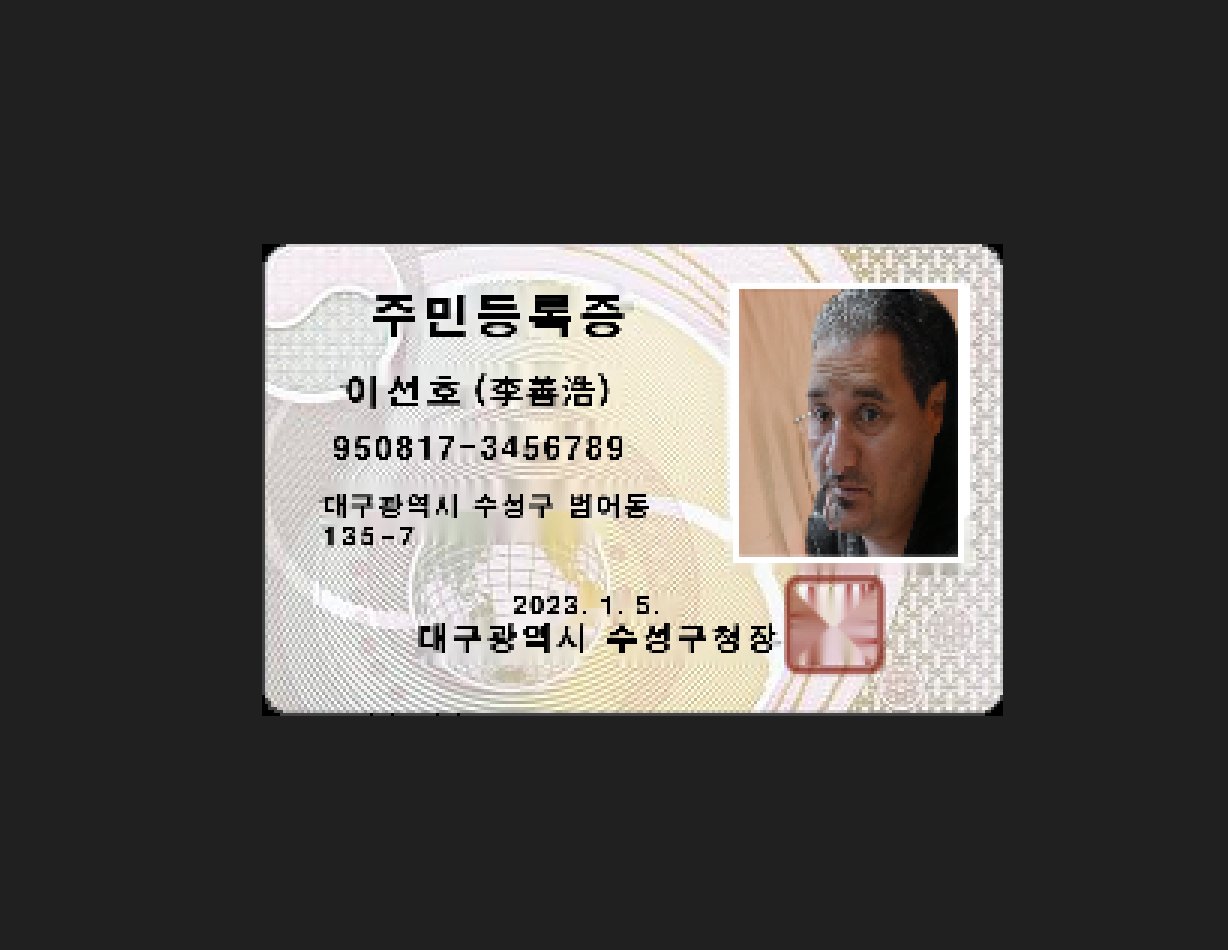 주민등록증
이선호 (李善浩)
950817-3456789
대구광역시 수성구 범어동
135-7
2023. 1. 5.
대구광역시 수성구청장